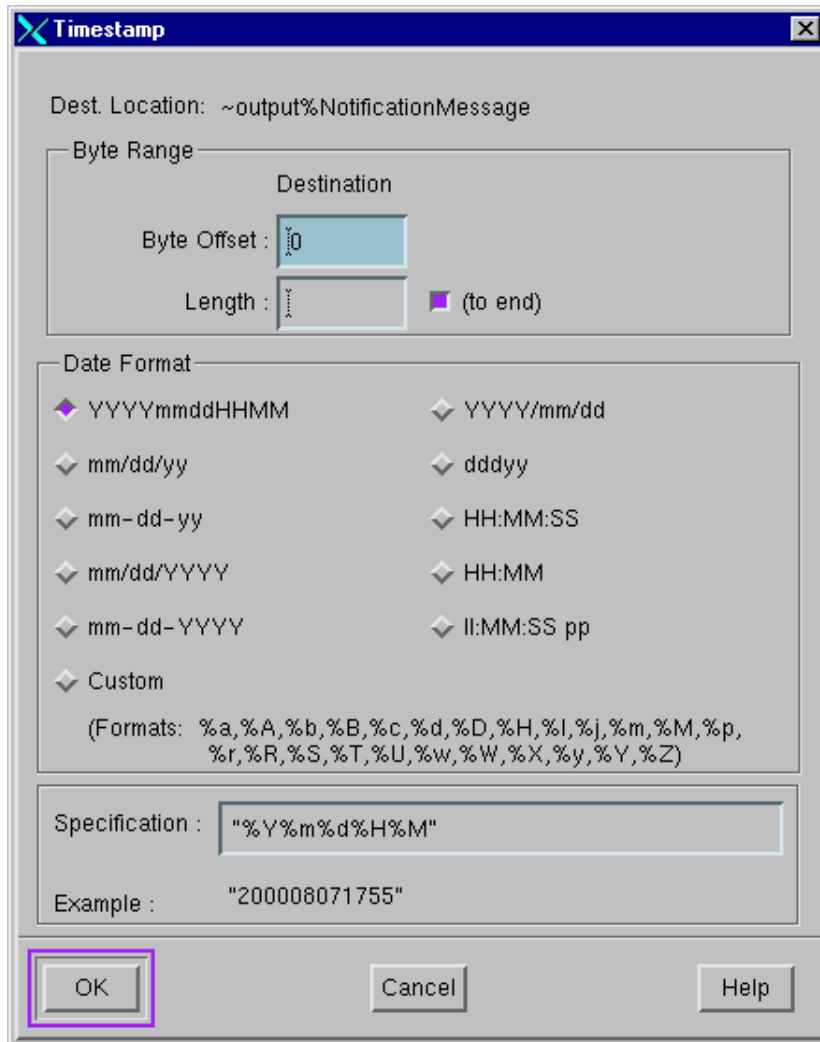 Timestamp
Dest. Location: ~output%NotificationMessage
Byte Range
Destination
Byte Offset : 0
Length : (to end)
Date Format
YYYYmmddHHMM YYYY/mm/dd
mm/dd/yy dddyy
mm-dd-yy HH:MM:SS
mm/dd/YYYY HH:MM
mm-dd-YYYY II:MM:SS pp
Custom
(Formats: %a,%A,%b,%B,%c,%d,%D,%H,%I,%j,%m,%M,%p,
%r,%R,%S,%T,%U,%w,%W,%X,%y,%Y,%Z)
Specification : "%Y%m%d%H%M"
Example : "200008071755"
OK Cancel Help